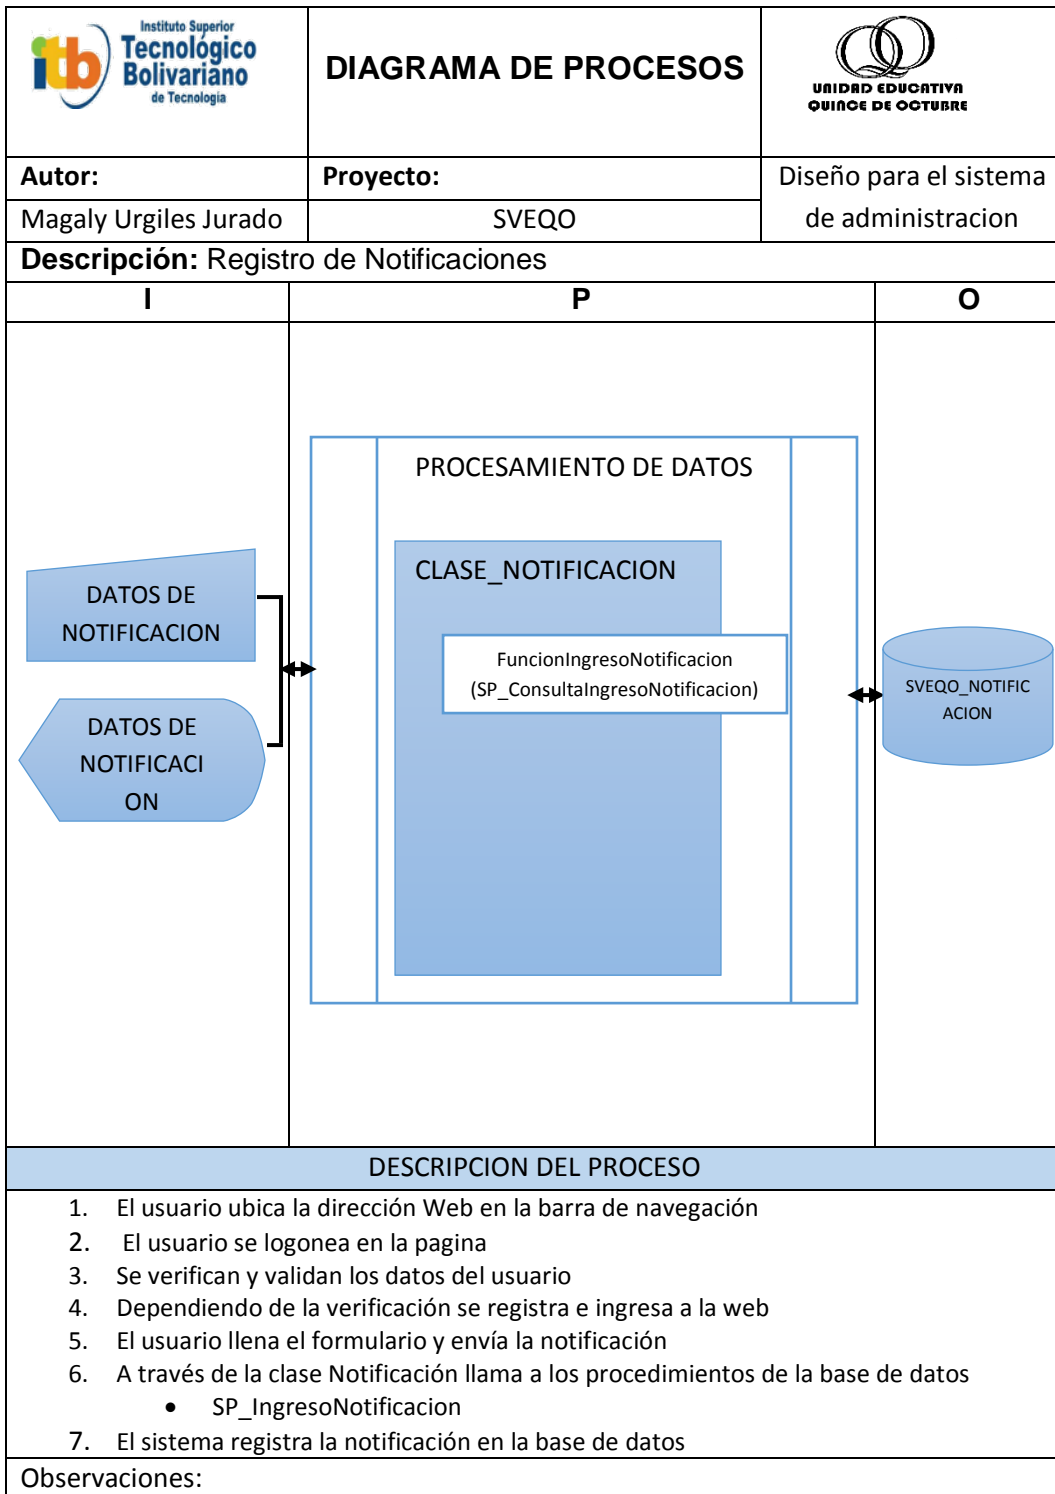 Instituto Superior
Tecnológico
Bolivariano
de Tecnología
itb
DIAGRAMA DE PROCESOS
UNIDAD EDUCATIVA
QUINCE DE OCTUBRE
Autor:
Proyecto:
Diseño para el sistema
de administracion
Magaly Urgiles Jurado
SVEQO
Descripción: Registro de Notificaciones
I
P
O
PROCESAMIENTO DE DATOS
CLASE_NOTIFICACION
DATOS DE
NOTIFICACION
FuncionIngresoNotificacion
(SP_ConsultaIngresoNotificacion)
SVEQO_NOTIFIC
ACION
DATOS DE
NOTIFICACI
ON
DESCRIPCION DEL PROCESO
1. El usuario ubica la dirección Web en la barra de navegación
2. El usuario se logonea en la pagina
3. Se verifican y validan los datos del usuario
4. Dependiendo de la verificación se registra e ingresa a la web
5. El usuario llena el formulario y envía la notificación
6. A través de la clase Notificación llama a los procedimientos de la base de datos
• SP_IngresoNotificacion
7. El sistema registra la notificación en la base de datos
Observaciones: